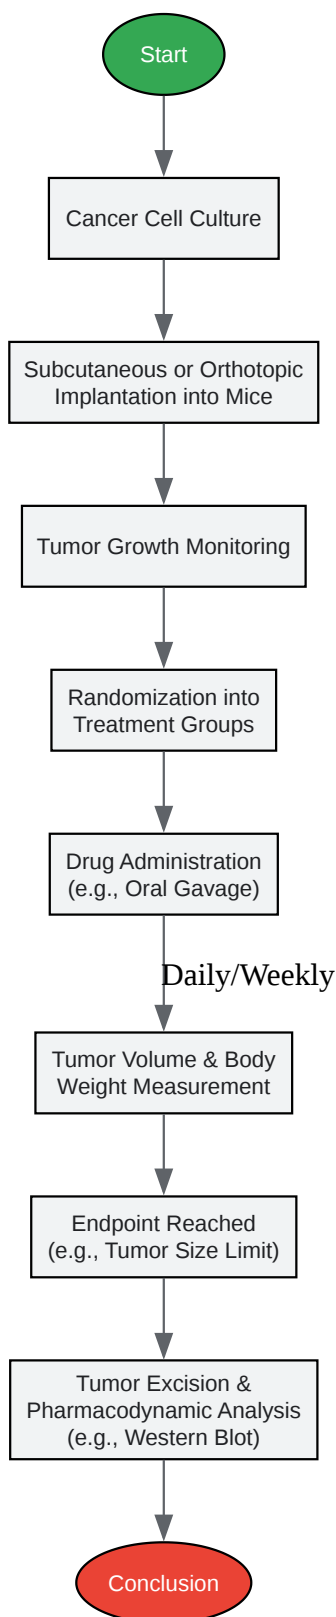 Start
Cancer Cell Culture
Subcutaneous or Orthotopic
Implantation into Mice
Tumor Growth Monitoring
Randomization into
Treatment Groups
Drug Administration
(e.g., Oral Gavage)
Daily/Weekly
Tumor Volume & Body
Weight Measurement
Endpoint Reached
(e.g., Tumor Size Limit)
Tumor Excision &
Pharmacodynamic Analysis
(e.g., Western Blot)
Conclusion